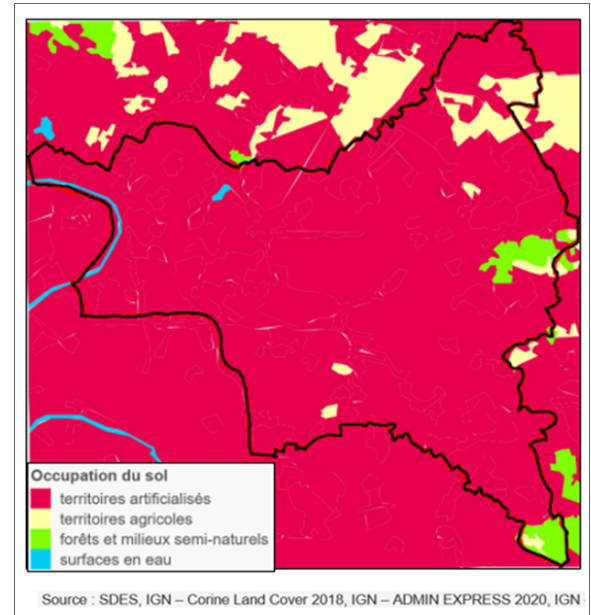 Occupation du sol
territoires artificialisés
territoires agricoles
forêts et milieux semi-naturels
surfaces en eau
Source : SDES, IGN – Corine Land Cover 2018, IGN – ADMIN EXPRESS 2020, IGN